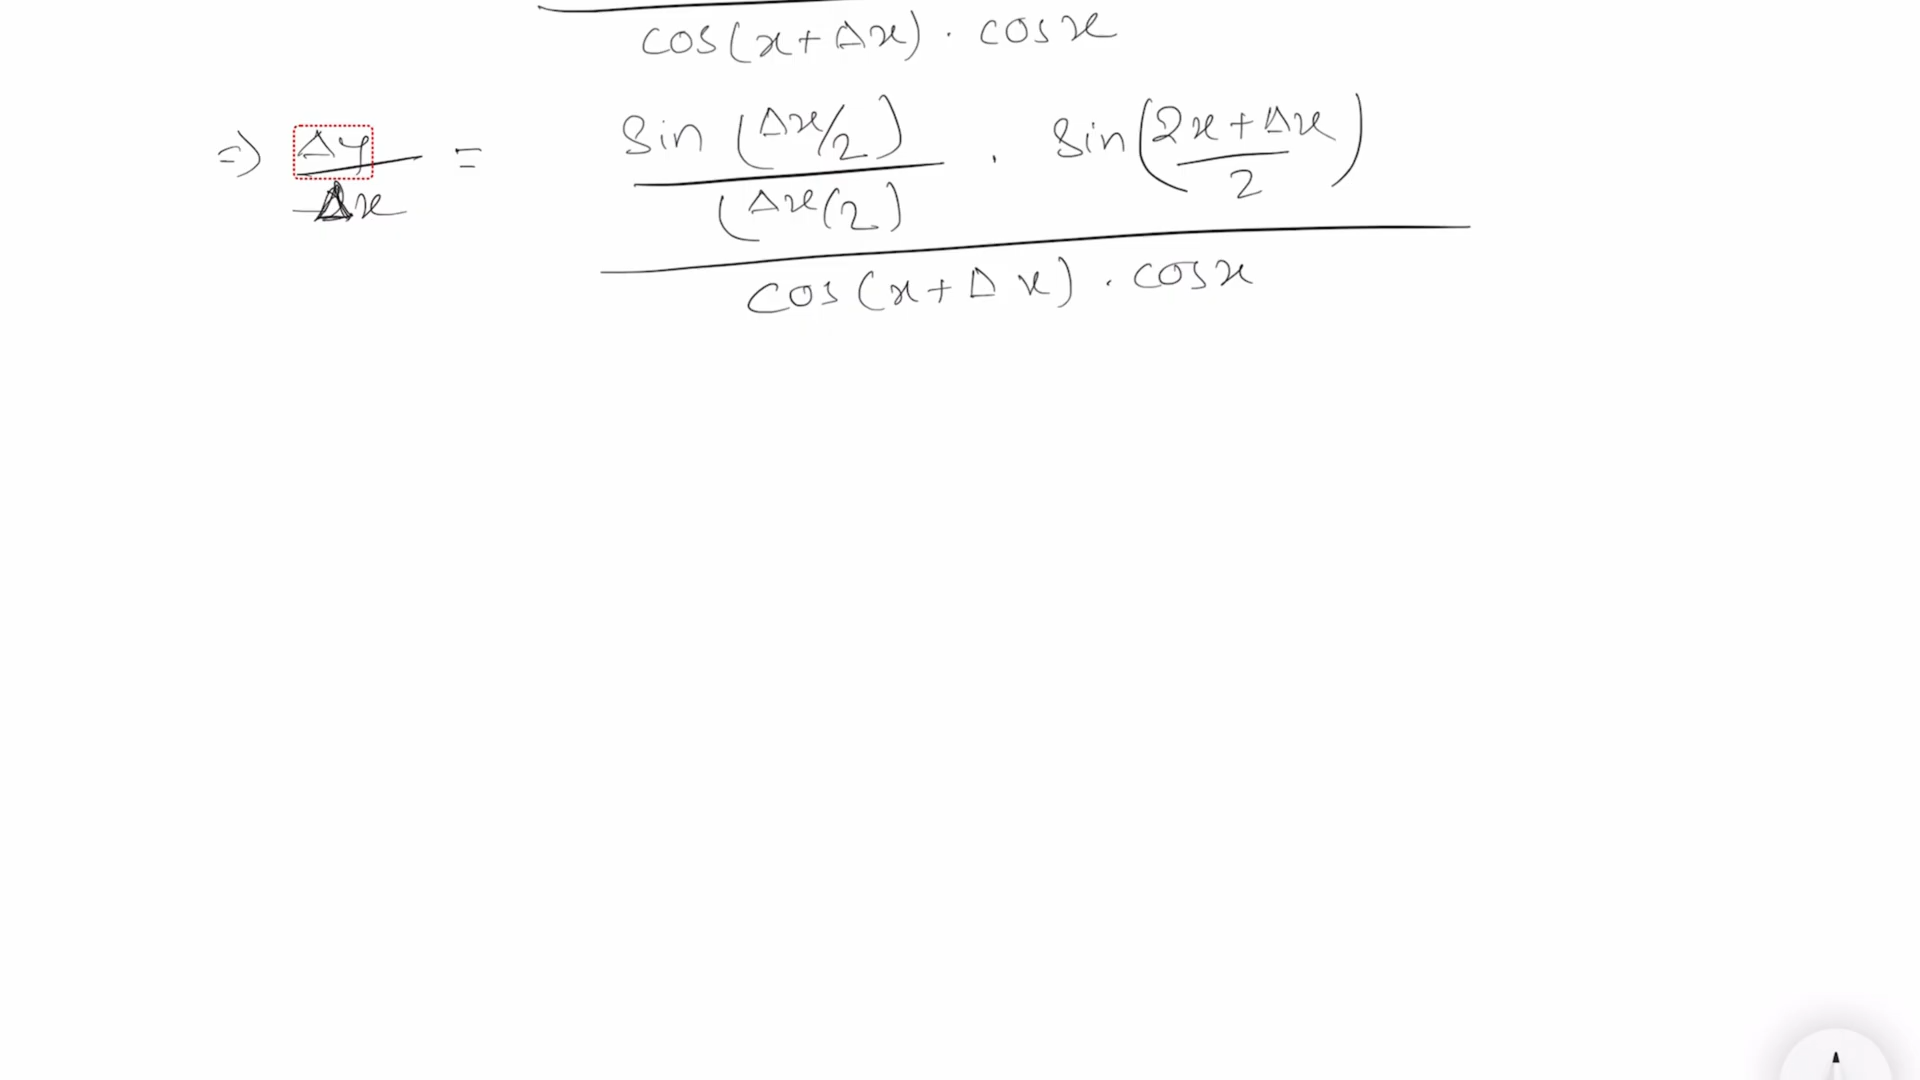 cos(x+Δx) · cosx
⇒ Δy/Δx = sin(Δx/2)/(Δx/2) · sin((2x+Δx)/2)
cos(x+Δx) · cosx